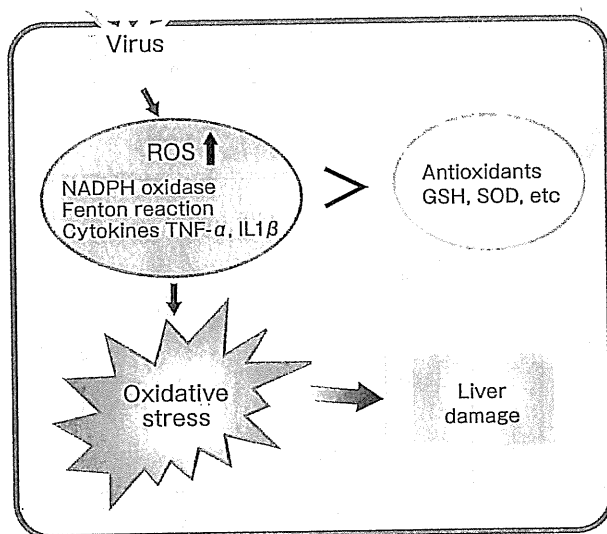 Virus
ROS
NADPH oxidase
Fenton reaction
Cytokines TNF-α, IL1β
>
Antioxidants
GSH, SOD, etc
Oxidative
stress
Liver
damage